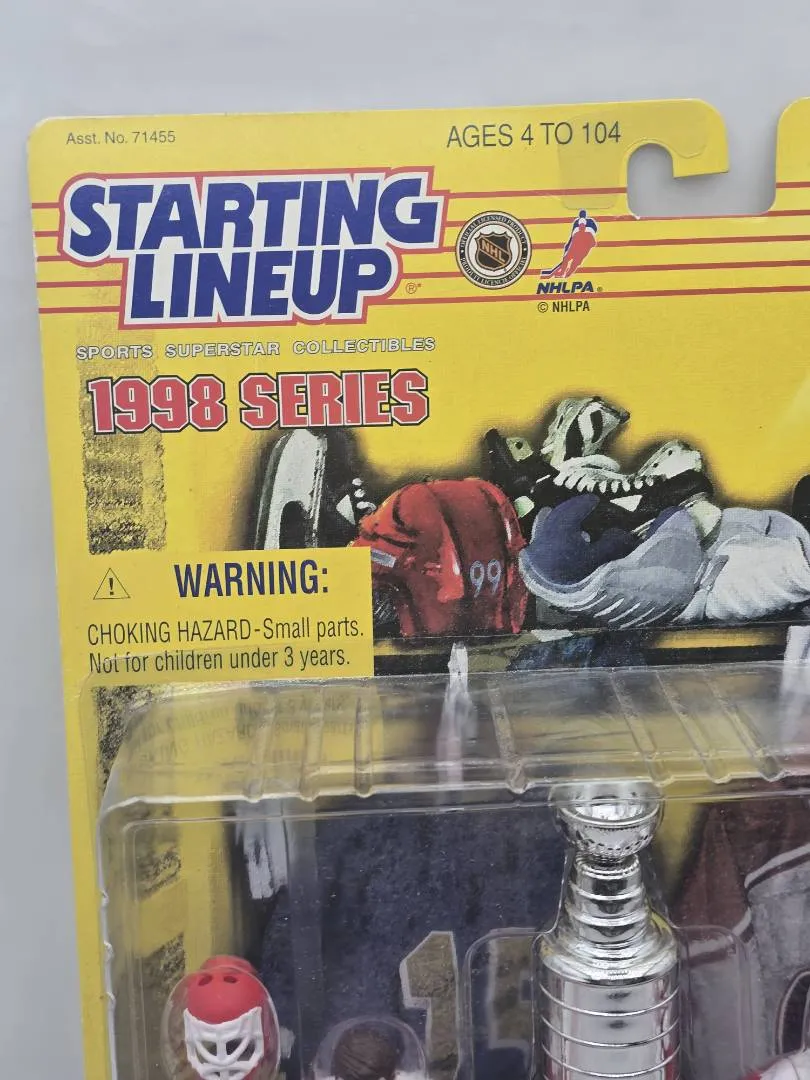 Asst. No. 71455
AGES 4 TO 104
STARTING
LINEUP®
NHL
NHLPA®
© NHLPA
SPORTS SUPERSTAR COLLECTIBLES
1998 SERIES
99
WARNING:
CHOKING HAZARD-Small parts.
Not for children under 3 years.